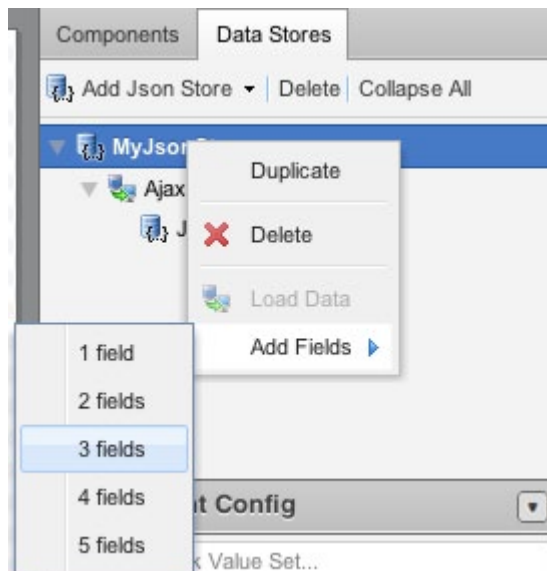 Components Data Stores
Add Json Store Delete Collapse All
MyJson
Duplicate
Ajax
Delete
Load Data
Add Fields
1 field
2 fields
3 fields
4 fields
5 fields
Config
Value Set...